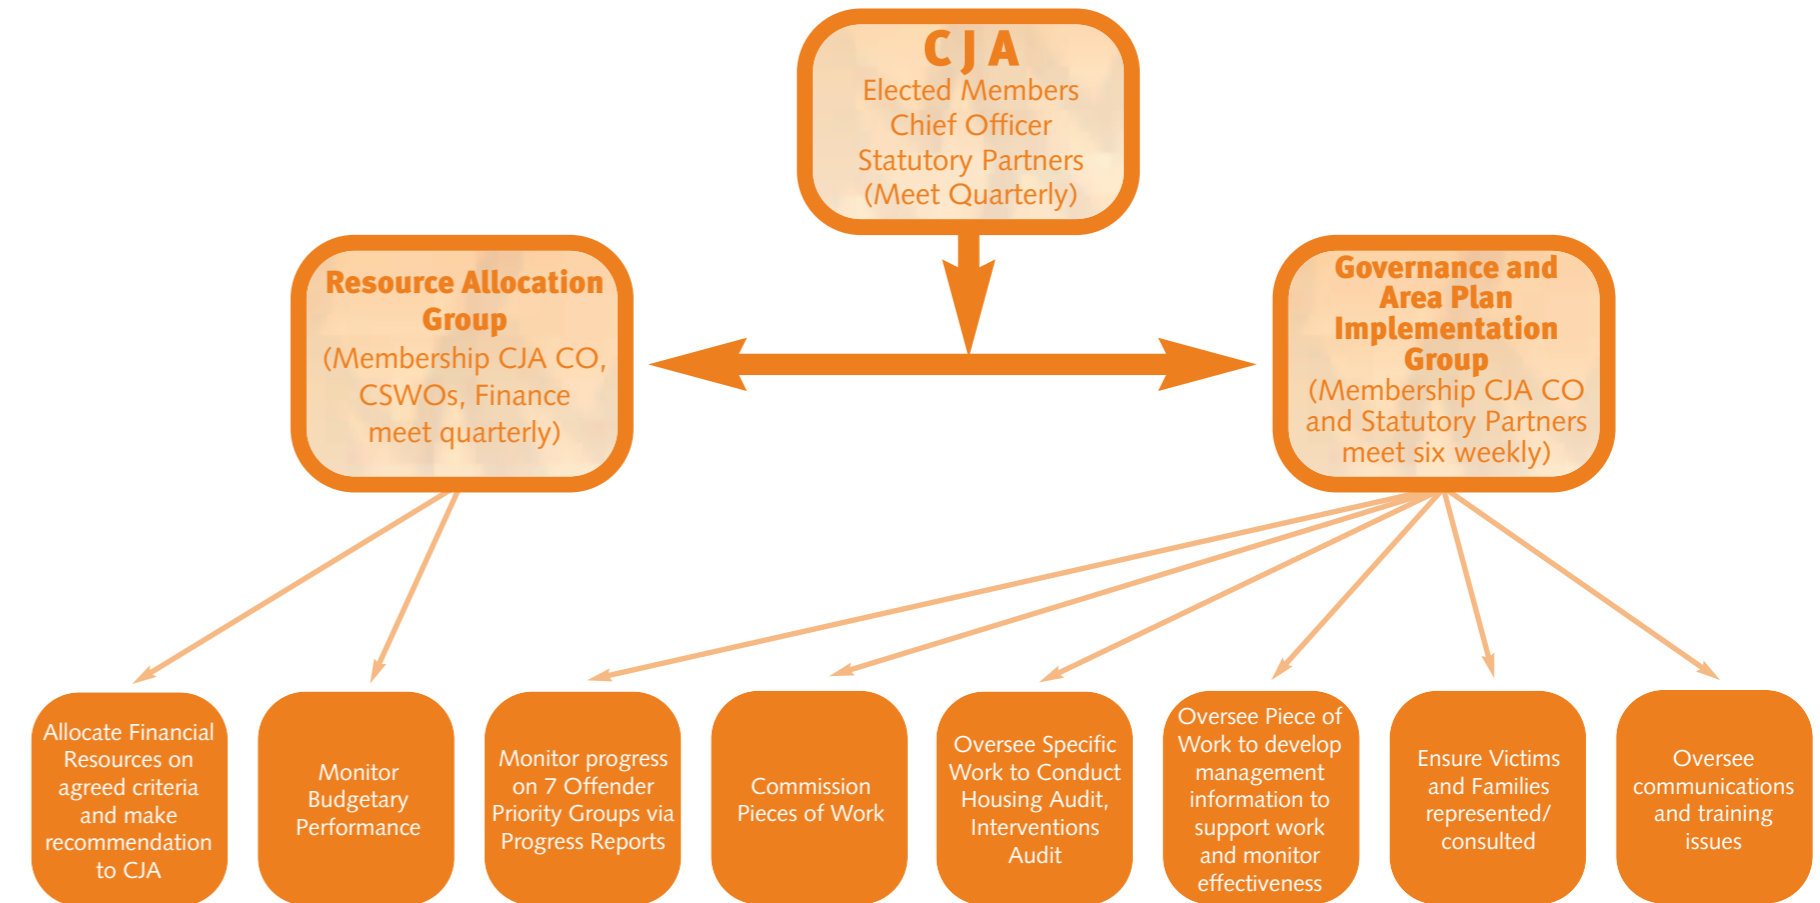 C J A
Elected Members
Chief Officer
Statutory Partners
(Meet Quarterly)
Resource Allocation
Group
(Membership CJA CO,
CSWOs, Finance
meet quarterly)
Governance and
Area Plan
Implementation
Group
(Membership CJA CO
and Statutory Partners
meet six weekly)
Allocate Financial
Resources on
agreed criteria
and make
recommendation
to CJA
Monitor
Budgetary
Performance
Monitor progress
on 7 Offender
Priority Groups via
Progress Reports
Commission
Pieces of Work
Oversee Specific
Work to Conduct
Housing Audit,
Interventions
Audit
Oversee Piece of
Work to develop
management
information to
support work
and monitor
effectiveness
Ensure Victims
and Families
represented/
consulted
Oversee
communications
and training
issues